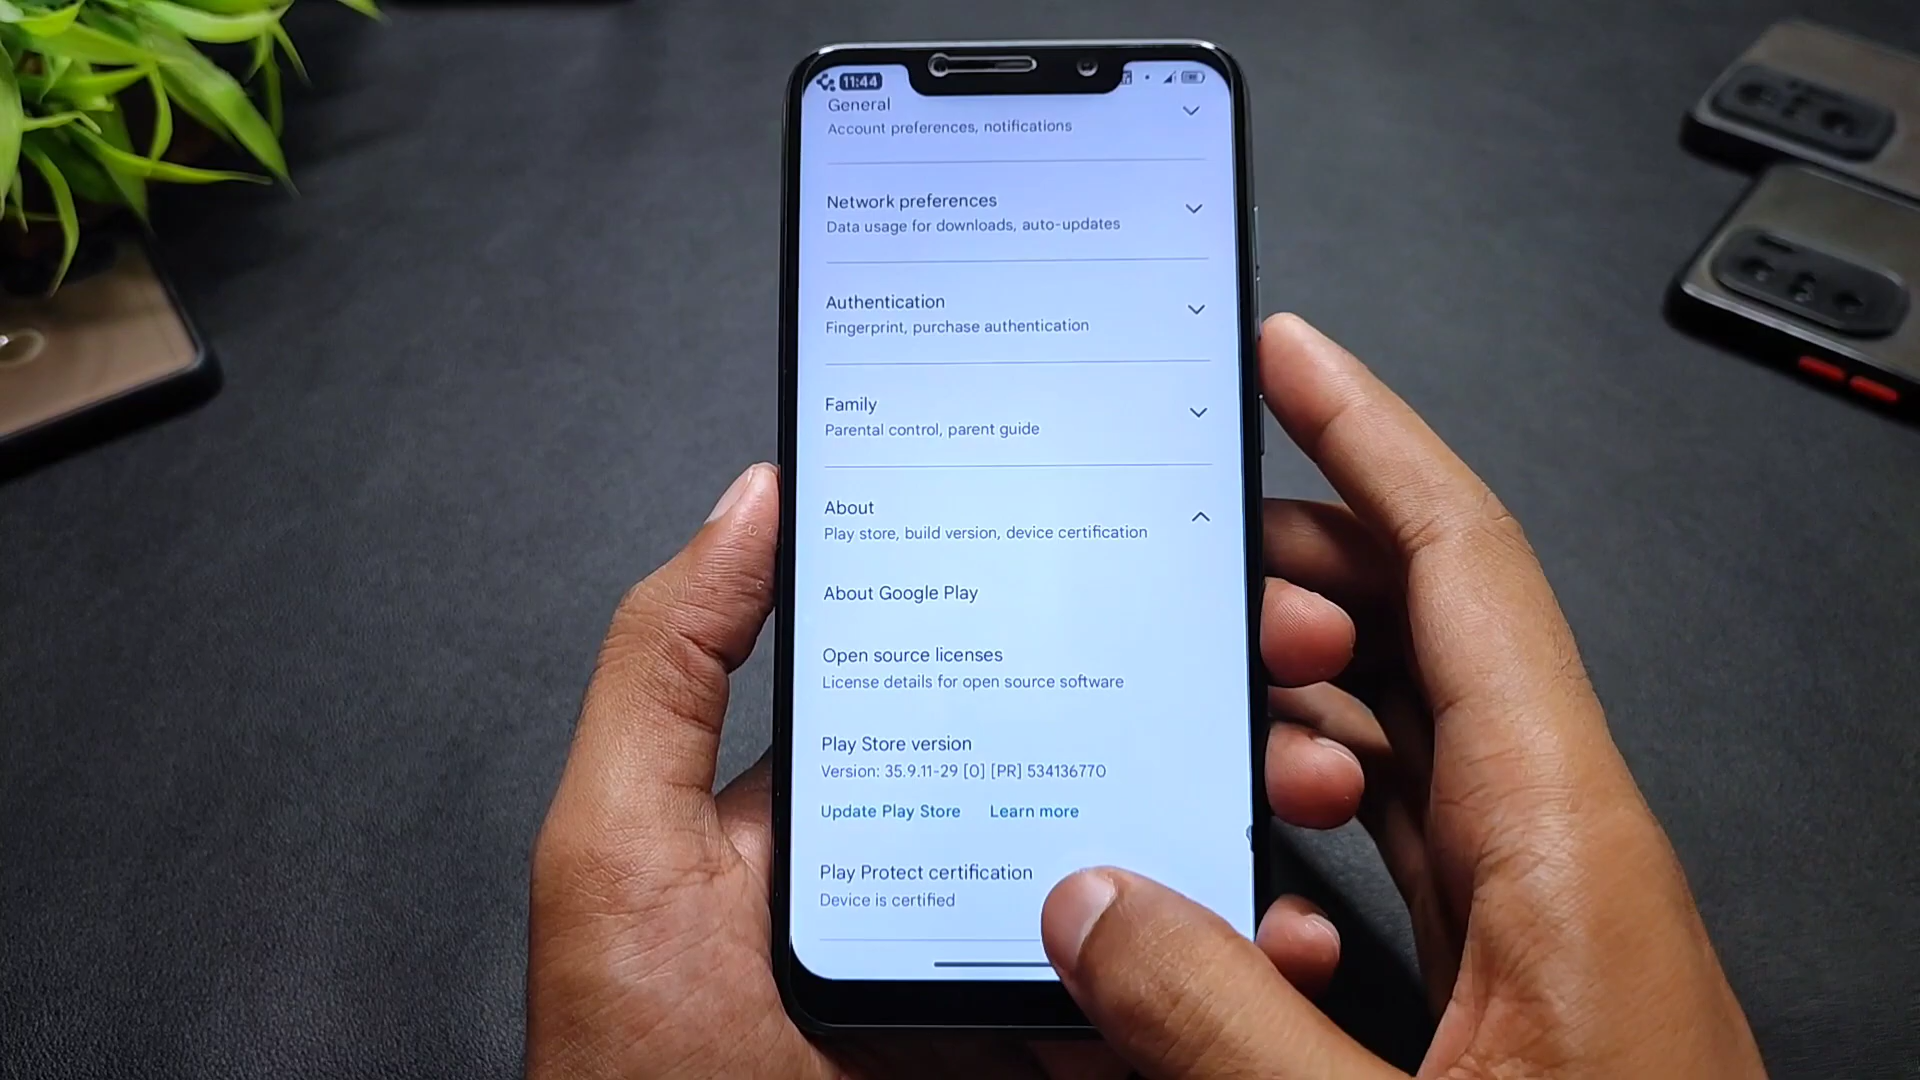 11:44
General
Account preferences, notifications
Network preferences
Data usage for downloads, auto-updates
Authentication
Fingerprint, purchase authentication
Family
Parental control, parent guide
About
Play store, build version, device certification
About Google Play
Open source licenses
License details for open source software
Play Store version
Version: 35.9.11-29 [0] [PR] 534136770
Update Play Store Learn more
Play Protect certification
Device is certified